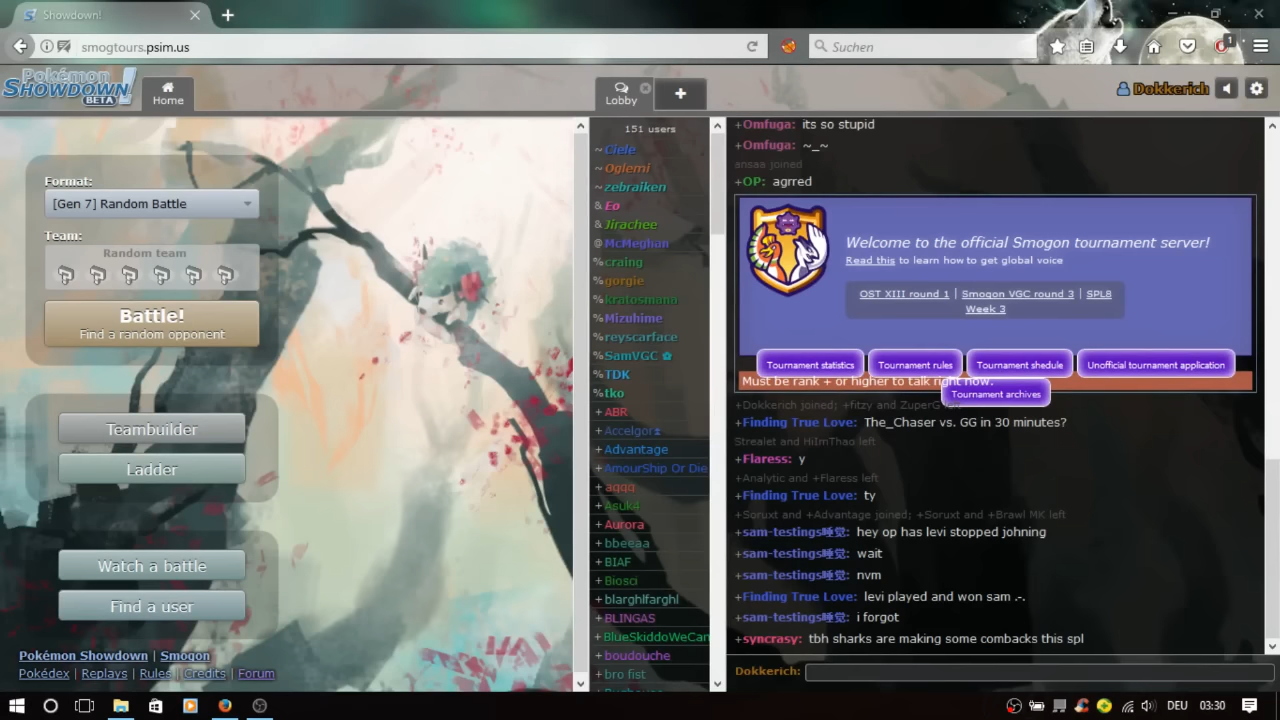 Showdown!
smogtours.psim.us
Suchen
1
Pokémon
SHOWDOWN!
BETA
Home
Lobby
Dokkerich
Format:
[Gen 7] Random Battle
Team:
Random team
Battle!
Find a random opponent
Teambuilder
Ladder
Watch a battle
Find a user
Pokémon Showdown | Smogon
Pokédex | Replays | Rules | Credits | Forum
151 users
~Ciele
~Oglemi
~zebraiken
&Eo
&Jirachee
@McMeghan
%craing
%gorgie
%kratosmana
%Mizuhime
%reyscarface
%SamVGC ✿
%TDK
%tko
+ABR
+Accelgor
+Advantage
+AmourShip Or Die
+aqqq
+Asuk4
+Aurora
+bbeeaa
+BIAF
+Biosci
+blarghlfarghl
+BLINGAS
+BlueSkiddoWeCan
+boudouche
+bro fist
+Omfuga: its so stupid
+Omfuga: ~_~
ansaa joined
+OP: agrred
Welcome to the official Smogon tournament server!
Read this to learn how to get global voice
OST XIII round 1 | Smogon VGC round 3 | SPL8
Week 3
Tournament statistics
Tournament rules
Tournament shedule
Unofficial tournament application
Must be rank + or higher to talk right now.
Tournament archives
+Dokkerich joined; +fitzy and ZuperG
+Finding True Love: The_Chaser vs. GG in 30 minutes?
Strealet and HiImThao left
+Flaress: y
+Analytic and +Flaress left
+Finding True Love: ty
+Soruxt and +Advantage joined; +Soruxt and +Brawl MK left
+sam-testings睡觉: hey op has levi stopped johning
+sam-testings睡觉: wait
+sam-testings睡觉: nvm
+Finding True Love: levi played and won sam .-.
+sam-testings睡觉: i forgot
+syncrasy: tbh sharks are making some combacks this spl
Dokkerich:
DEU
03:30